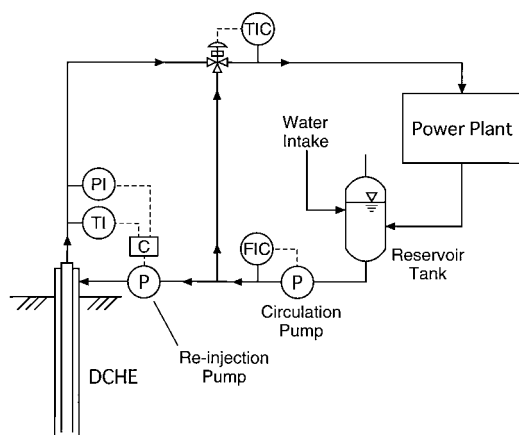 TIC
Water
Intake
Power Plant
PI
TI
C
FIC
Reservoir
Tank
P
P
Circulation
Pump
Re-injection
Pump
DCHE